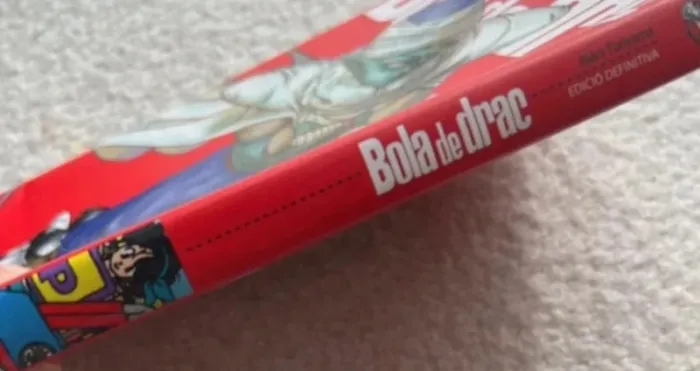 Bola de drac
Akira Toriyama
EDICIÓ DEFINITIVA
P